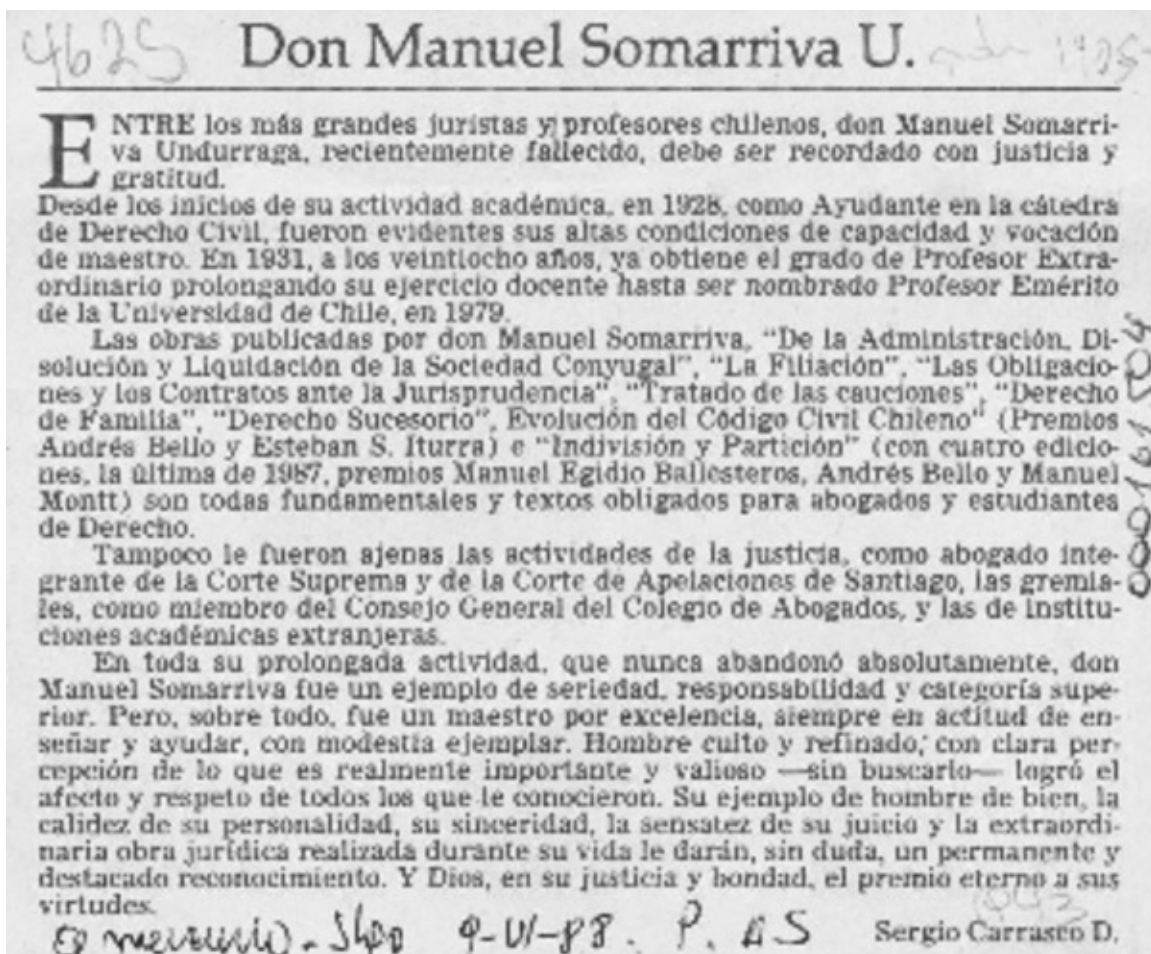 4625
Don Manuel Somarriva U.
ENTRE los más grandes juristas y profesores chilenos, don Manuel Somarri-
va Undurraga, recientemente fallecido, debe ser recordado con justicia y
gratitud.
Desde los inicios de su actividad académica, en 1928, como Ayudante en la cátedra
de Derecho Civil, fueron evidentes sus altas condiciones de capacidad y vocación
de maestro. En 1931, a los veintiocho años, ya obtiene el grado de Profesor Extra-
ordinario prolongando su ejercicio docente hasta ser nombrado Profesor Emérito
de la Universidad de Chile, en 1979.
Las obras publicadas por don Manuel Somarriva, "De la Administración, Di-
solución y Liquidación de la Sociedad Conyugal", "La Filiación", "Las Obligacio-
nes y los Contratos ante la Jurisprudencia", "Tratado de las cauciones", "Derecho
de Familia", "Derecho Sucesorio", Evolución del Código Civil Chileno" (Premios
Andrés Bello y Esteban S. Iturra) e "Indivisión y Partición" (con cuatro edicio-
nes, la última de 1987, premios Manuel Egidio Ballesteros, Andrés Bello y Manuel
Montt) son todas fundamentales y textos obligados para abogados y estudiantes
de Derecho.
Tampoco le fueron ajenas las actividades de la justicia, como abogado inte-
grante de la Corte Suprema y de la Corte de Apelaciones de Santiago, las gremia-
les, como miembro del Consejo General del Colegio de Abogados, y las de institu-
ciones académicas extranjeras.
En toda su prolongada actividad, que nunca abandonó absolutamente, don
Manuel Somarriva fue un ejemplo de seriedad, responsabilidad y categoría supe-
rior. Pero, sobre todo, fue un maestro por excelencia, siempre en actitud de en-
señar y ayudar, con modestia ejemplar. Hombre culto y refinado, con clara per-
cepción de lo que es realmente importante y valioso —sin buscarlo— logró el
afecto y respeto de todos los que le conocieron. Su ejemplo de hombre de bien, la
calidez de su personalidad, su sinceridad, la sensatez de su juicio y la extraordi-
naria obra jurídica realizada durante su vida le darán, sin duda, un permanente y
destacado reconocimiento. Y Dios, en su justicia y bondad, el premio eterno a sus
virtudes.
Sergio Carrasco D.
El Mercurio - Stgo 9-VI-88. P. A5